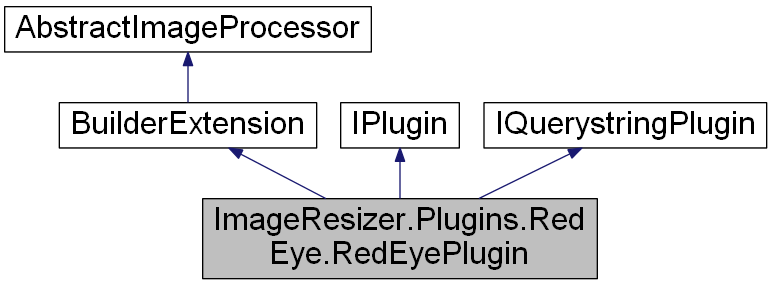 AbstractImageProcessor
BuilderExtension
IPlugin
IQuerystringPlugin
ImageResizer.Plugins.Red
Eye.RedEyePlugin